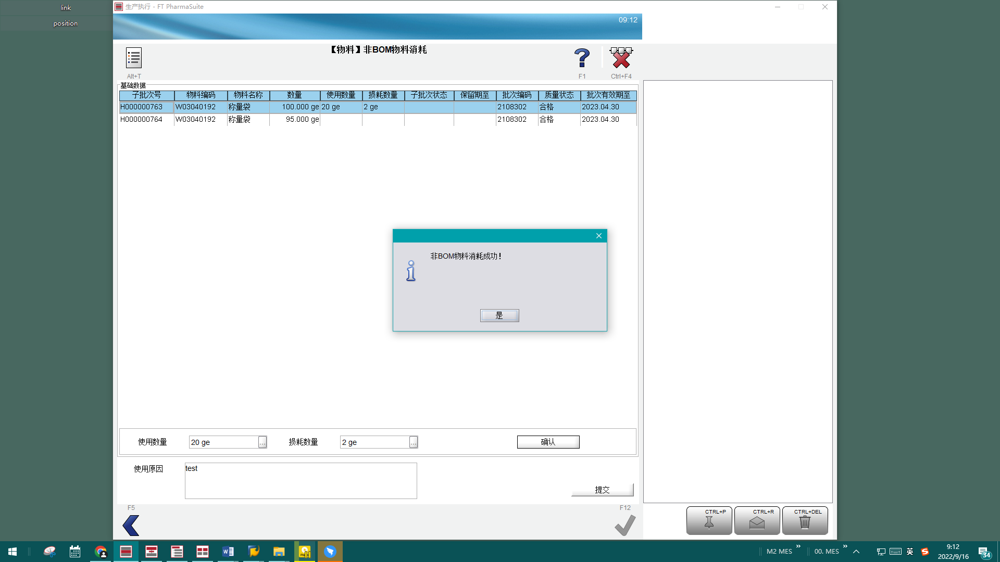 link
position
生产执行 - FT PharmaSuite
09:12
【物料】非BOM物料消耗
Alt+T
F1
Ctrl+F4
基础数据
子批次号 物料编码 物料名称 数量 使用数量 损耗数量 子批次状态 保留期至 批次编码 质量状态 批次有效期至
H000000763 W03040192 称量袋 100.000 ge 20 ge 2 ge 2108302 合格 2023.04.30
H000000764 W03040192 称量袋 95.000 ge 2108302 合格 2023.04.30
非BOM物料消耗成功！
是
使用数量 20 ge ... 损耗数量 2 ge ... 确认
使用原因 test
提交
F5
F12
CTRL+P
CTRL+R
CTRL+DEL
M2 MES
00. MES
英
9:12
2022/9/16
34